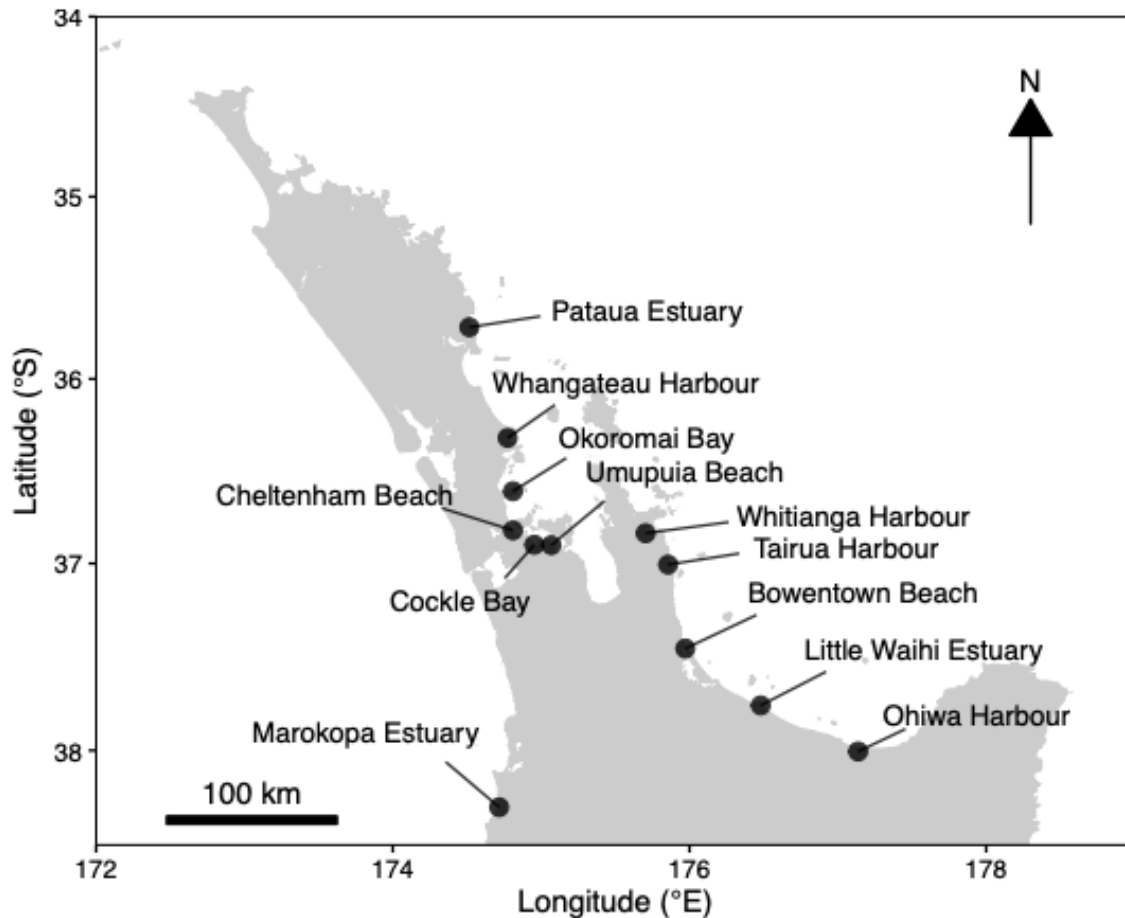 34
N
35
Pataua Estuary
36
Whangateau Harbour
Okoromai Bay
Umupuia Beach
Cheltenham Beach
Whitianga Harbour
Tairua Harbour
37
Cockle Bay
Bowentown Beach
Little Waihi Estuary
Ohiwa Harbour
Marokopa Estuary
38
100 km
172
174
176
178
Longitude (°E)
Latitude (°S)